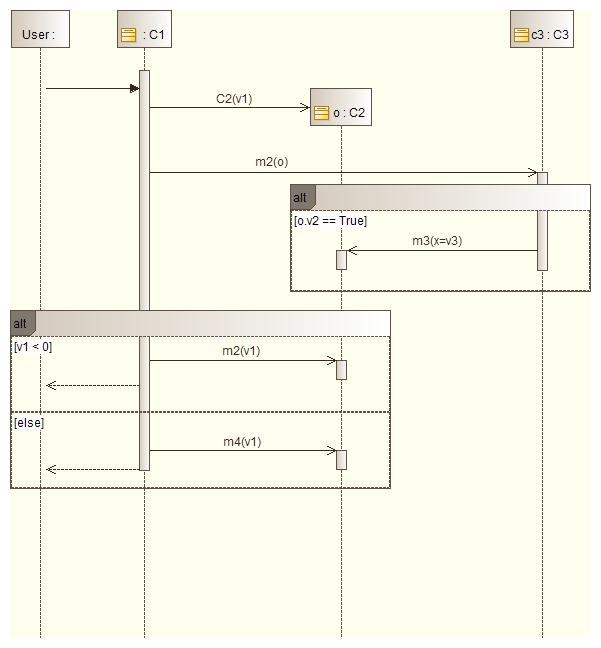 User :
: C1
c3 : C3
C2(v1)
o : C2
m2(o)
alt
[o.v2 == True]
m3(x=v3)
alt
[v1 < 0]
m2(v1)
[else]
m4(v1)